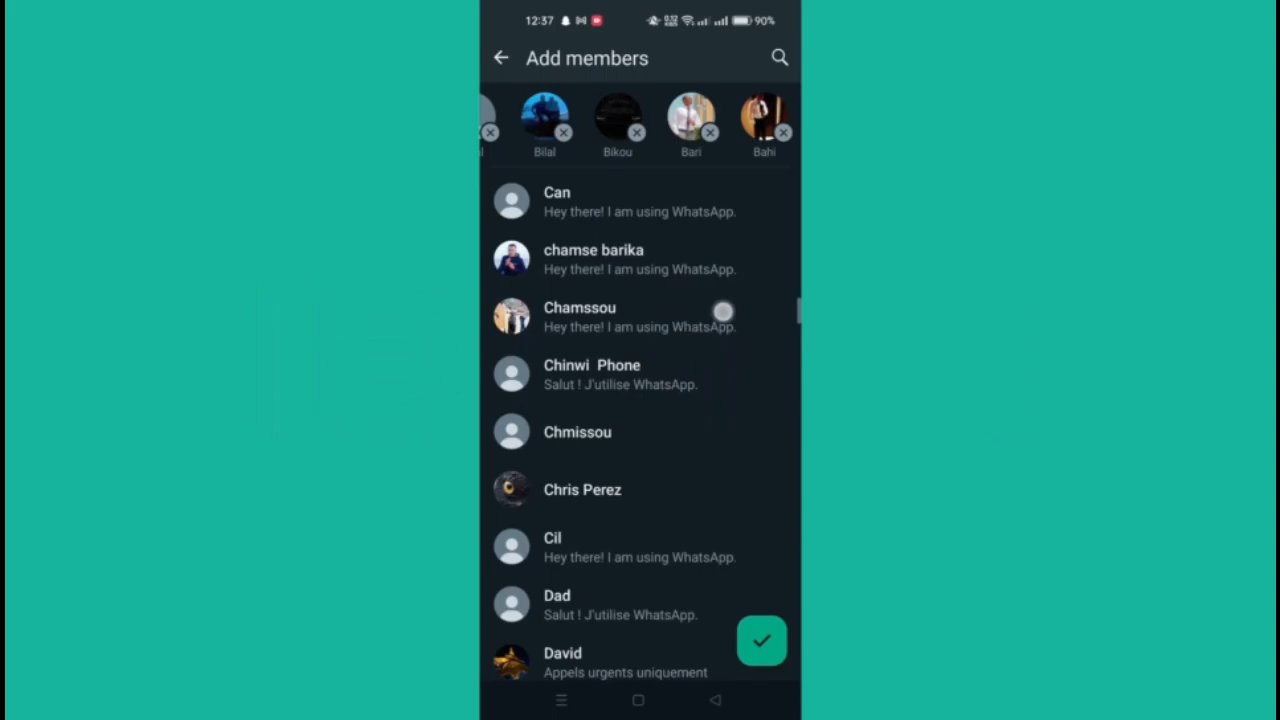 12:37
90%
Add members
Bilal
Bikou
Bari
Bahi
Can
Hey there! I am using WhatsApp.
chamse barika
Hey there! I am using WhatsApp.
Chamssou
Hey there! I am using WhatsApp.
Chinwi Phone
Salut ! J'utilise WhatsApp.
Chmissou
Chris Perez
Cil
Hey there! I am using WhatsApp.
Dad
Salut ! J'utilise WhatsApp.
David
Appels urgents uniquement